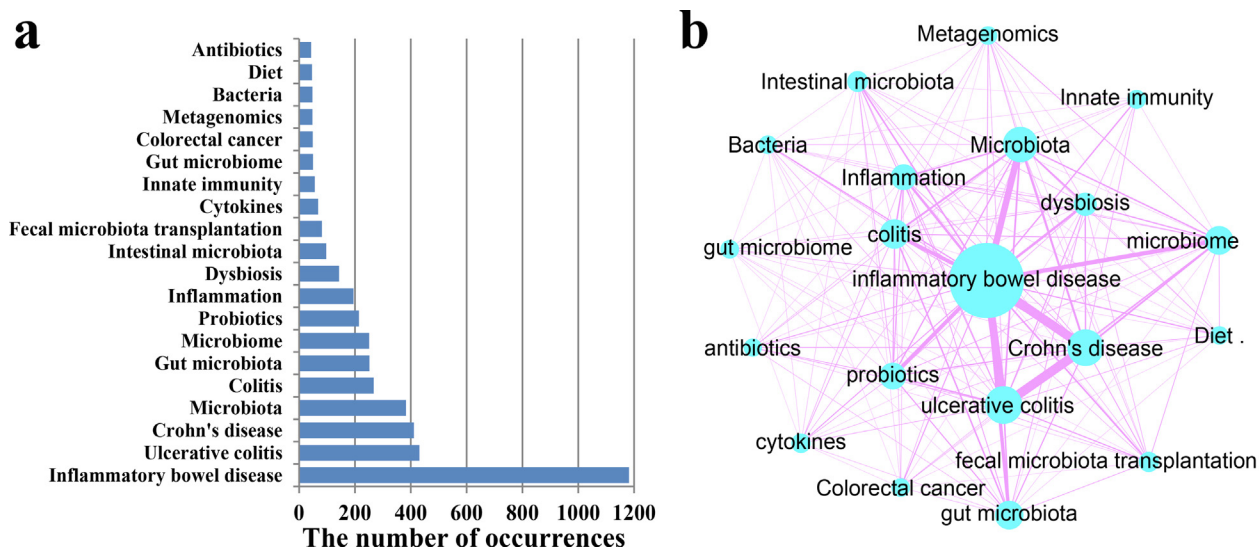 a
Antibiotics
Diet
Bacteria
Metagenomics
Colorectal cancer
Gut microbiome
Innate immunity
Cytokines
Fecal microbiota transplantation
Intestinal microbiota
Dysbiosis
Inflammation
Probiotics
Microbiome
Gut microbiota
Colitis
Microbiota
Crohn's disease
Ulcerative colitis
Inflammatory bowel disease
0 200 400 600 800 1000 1200
The number of occurrences
b
Metagenomics
Intestinal microbiota
Innate immunity
Bacteria
Microbiota
Inflammation
dysbiosis
colitis
microbiome
gut microbiome
inflammatory bowel disease
Diet .
antibiotics
Crohn's disease
probiotics
ulcerative colitis
cytokines
fecal microbiota transplantation
Colorectal cancer
gut microbiota